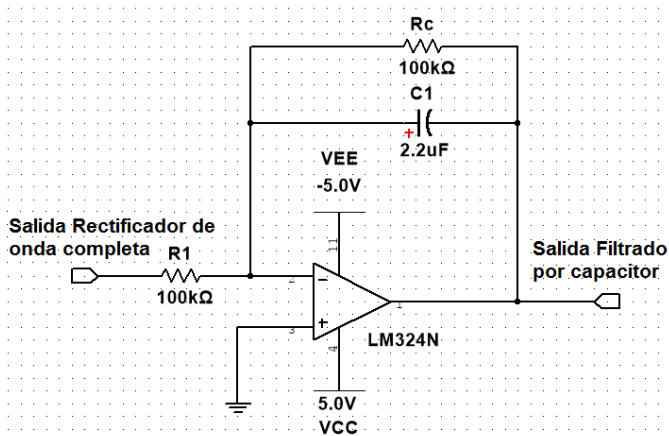 Rc
100kΩ
C1
+
2.2uF
VEE
-5.0V
Salida Rectificador de
onda completa
R1
100kΩ
11
2
−
+
3
1
4
LM324N
Salida Filtrado
por capacitor
5.0V
VCC